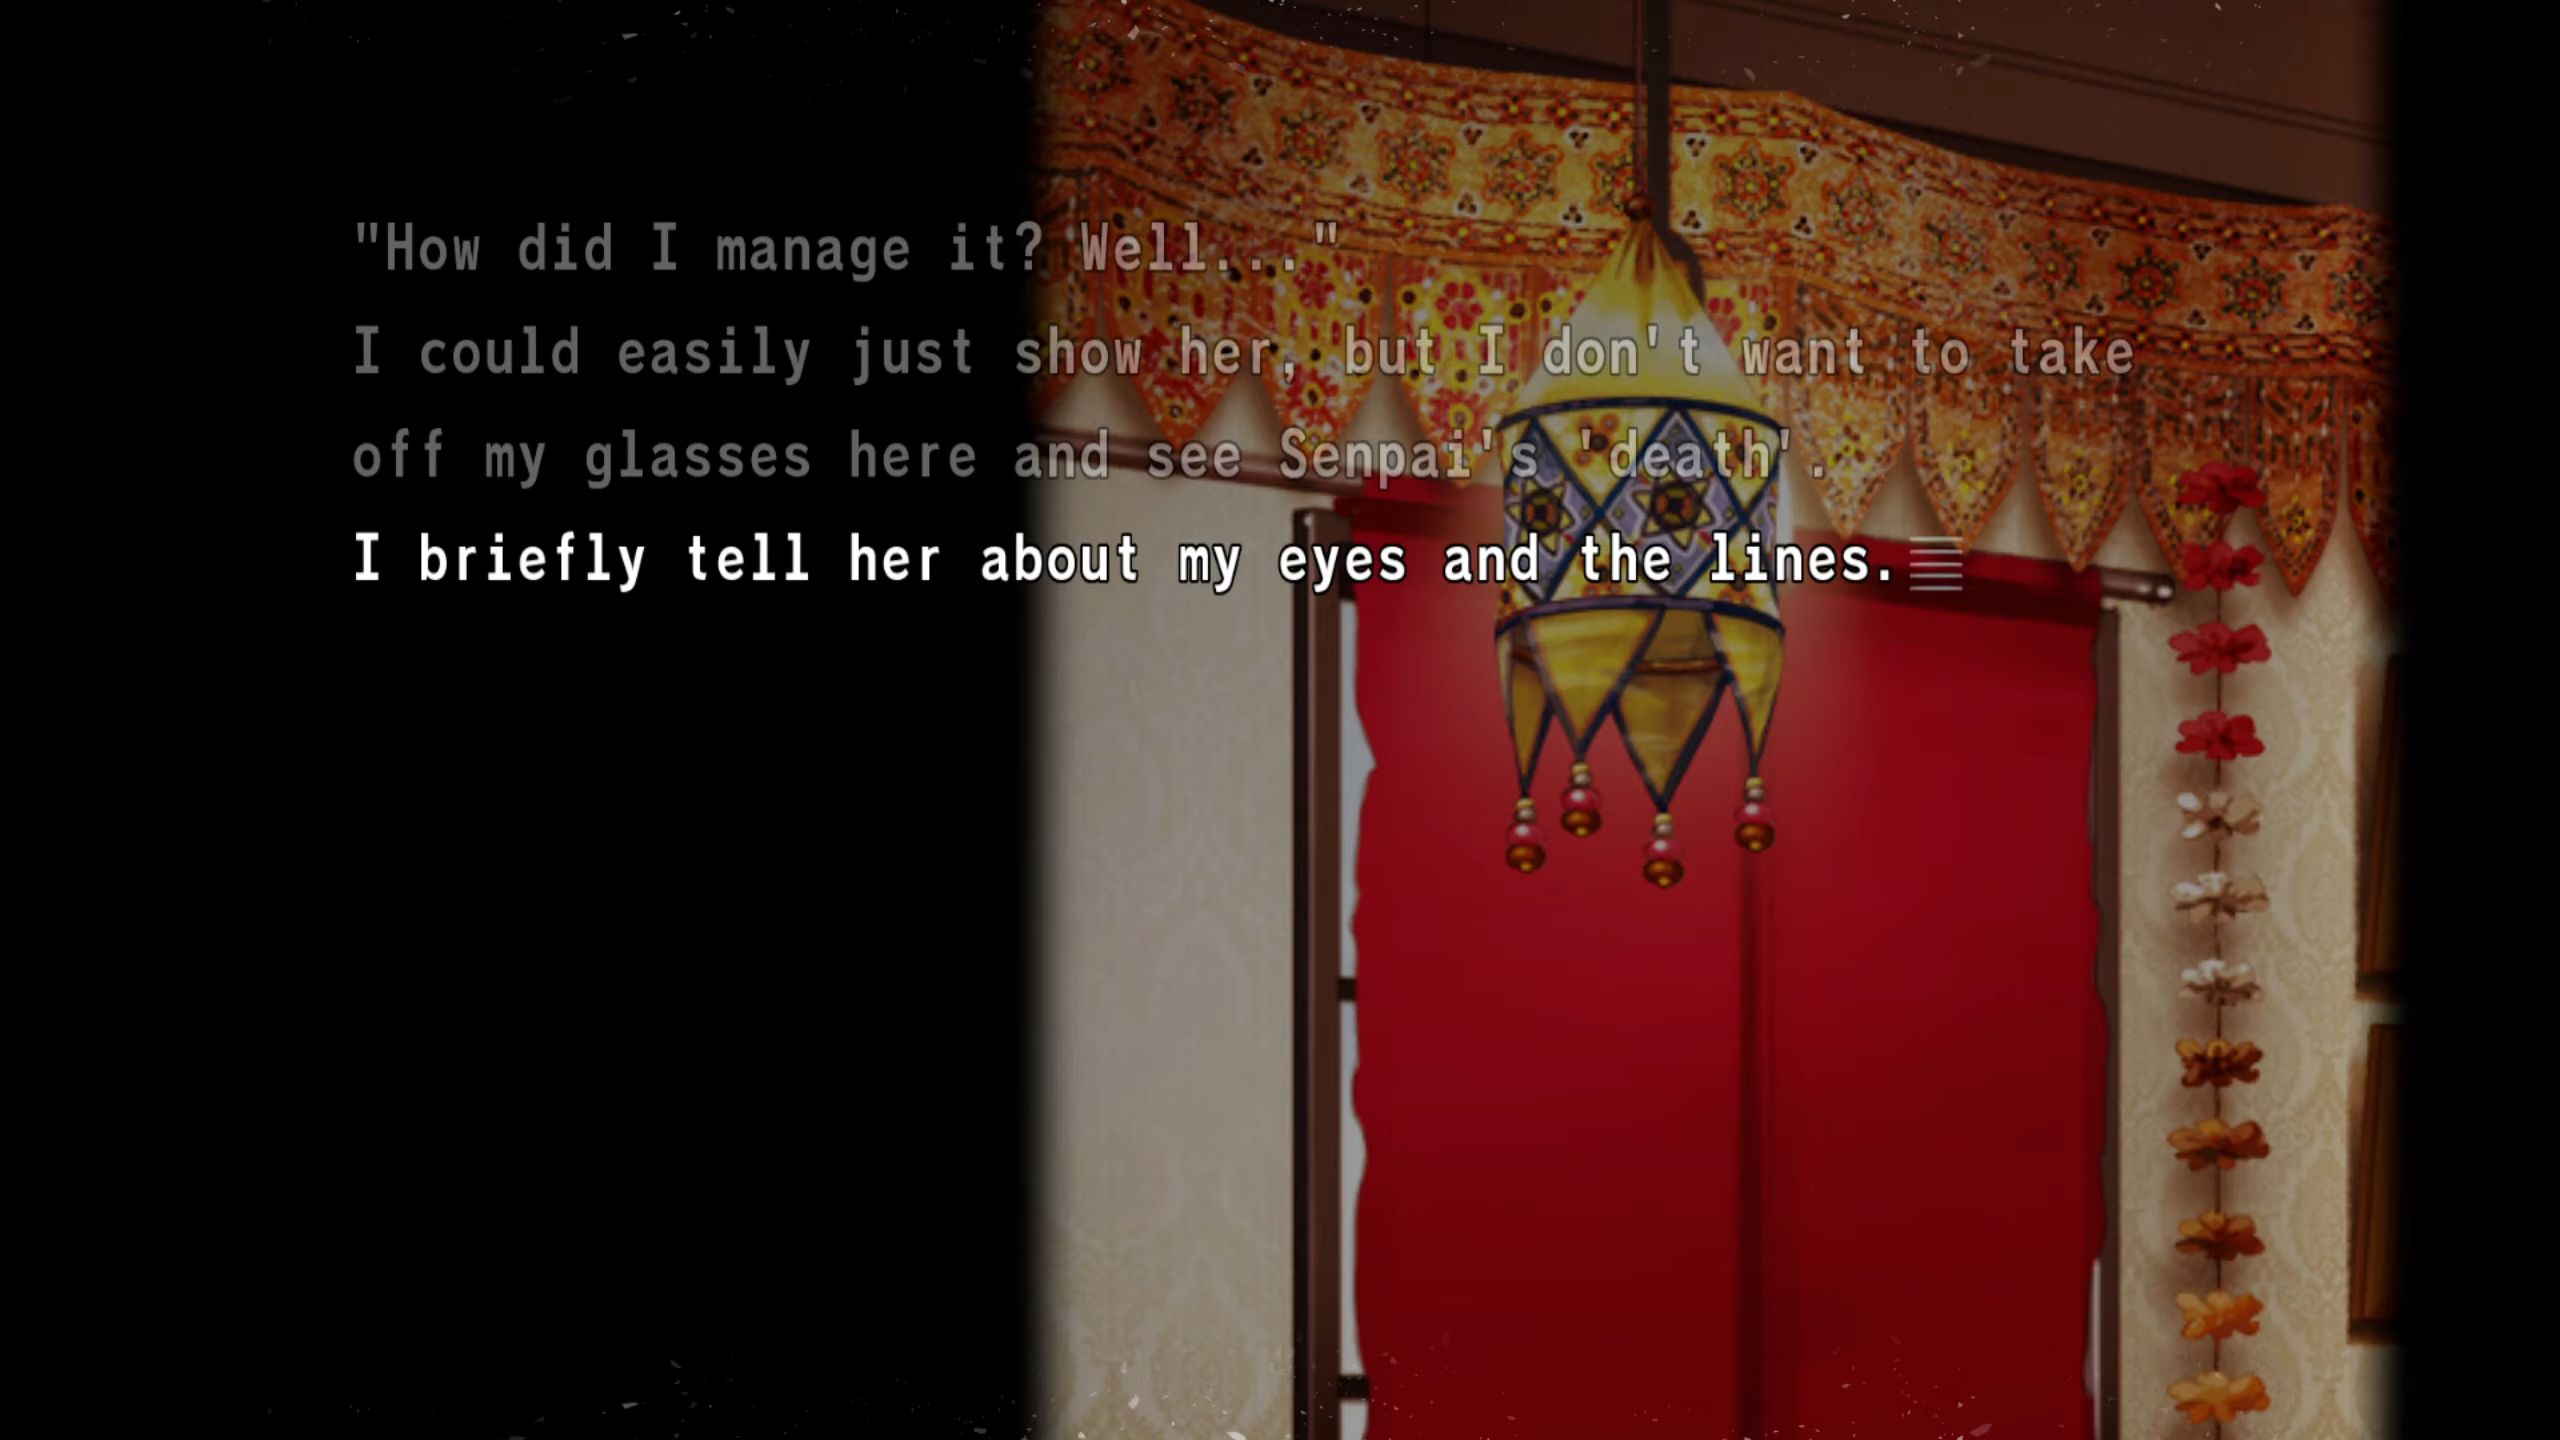 "How did I manage it? Well..."
I could easily just show her, but I don't want to take
off my glasses here and see Senpai's 'death'.
I briefly tell her about my eyes and the lines.